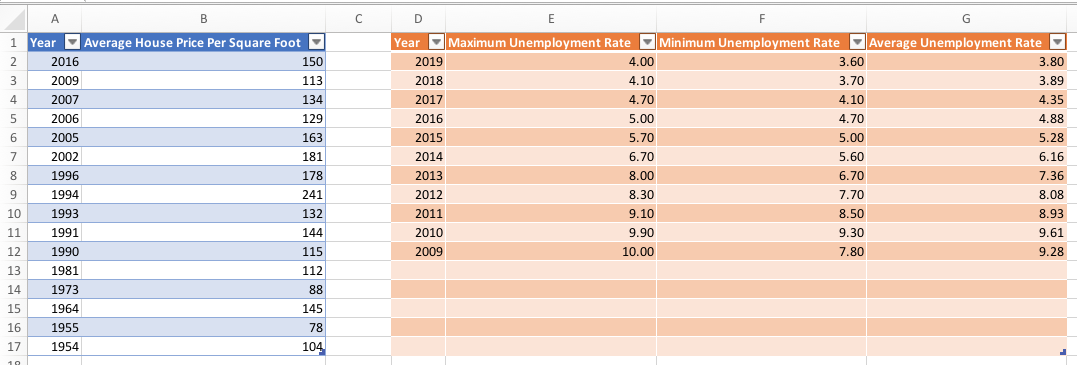 A B C D E F G
1 Year Average House Price Per Square Foot Year Maximum Unemployment Rate Minimum Unemployment Rate Average Unemployment Rate
2 2016 150 2019 4.00 3.60 3.80
3 2009 113 2018 4.10 3.70 3.89
4 2007 134 2017 4.70 4.10 4.35
5 2006 129 2016 5.00 4.70 4.88
6 2005 163 2015 5.70 5.00 5.28
7 2002 181 2014 6.70 5.60 6.16
8 1996 178 2013 8.00 6.70 7.36
9 1994 241 2012 8.30 7.70 8.08
10 1993 132 2011 9.10 8.50 8.93
11 1991 144 2010 9.90 9.30 9.61
12 1990 115 2009 10.00 7.80 9.28
13 1981 112
14 1973 88
15 1964 145
16 1955 78
17 1954 104
18